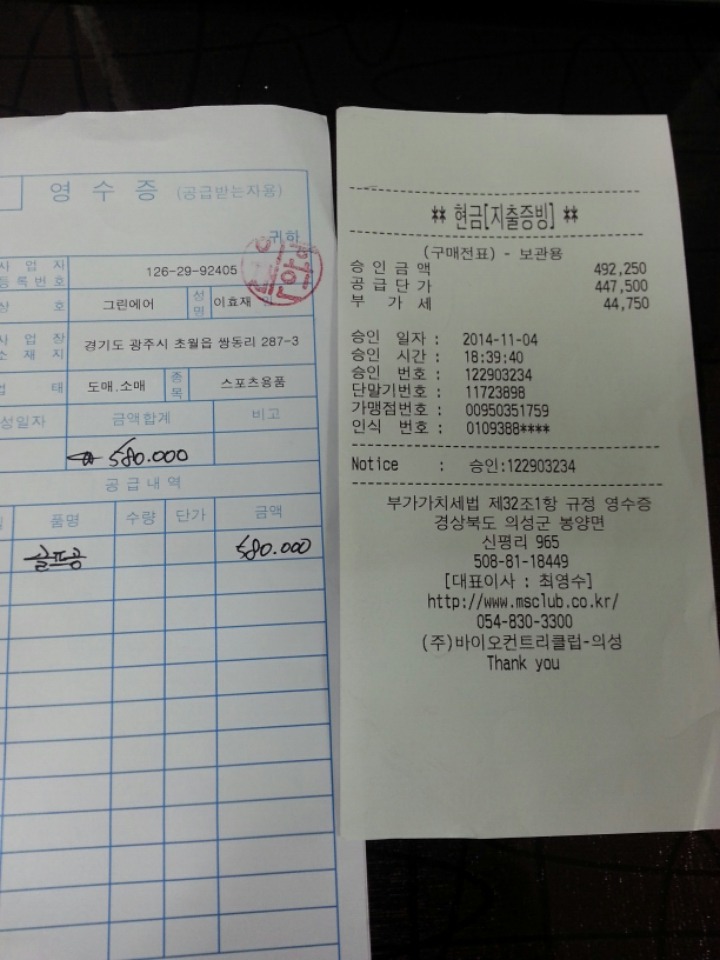 영 수 증 (공급받는자용)
귀하
사 업 자
등 록 번 호
126-29-92405
상 호
그린에어
성명
이효재
사 업 장
소 재 지
경기도 광주시 초월읍 쌍동리 287-3
업 태
도매.소매
종목
스포츠용품
작성일자
금액합계
비고
580.000
공 급 내 역
품명
수량
단가
금액
골프공
580.000
** 현금[지출증빙] **
(구매전표) - 보관용
승 인 금 액 492,250
공 급 단 가 447,500
부 가 세 44,750
승인 일자 : 2014-11-04
승인 시간 : 18:39:40
승인 번호 : 122903234
단말기번호 : 11723898
가맹점번호 : 00950351759
인식 번호 : 0109388****
Notice : 승인:122903234
부가가치세법 제32조1항 규정 영수증
경상북도 의성군 봉양면
신평리 965
508-81-18449
[대표이사 : 최영수]
http://www.msclub.co.kr/
054-830-3300
(주)바이오컨트리클럽-의성
Thank you